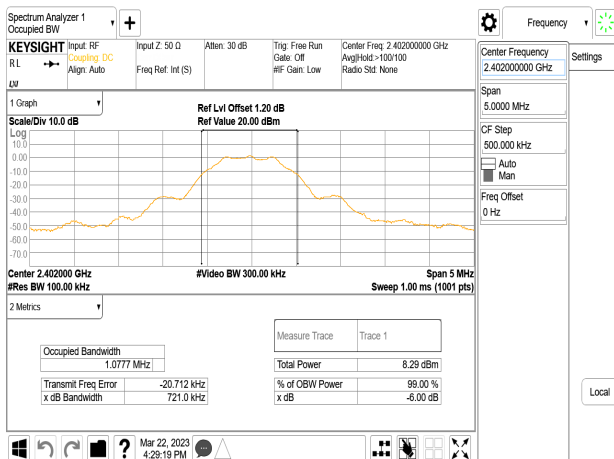 Spectrum Analyzer 1
Occupied BW
Frequency
KEYSIGHT
R L
Input: RF
Coupling: DC
Align: Auto
Input Z: 50 Ω
Freq Ref: Int (S)
Atten: 30 dB
Trig: Free Run
Gate: Off
#IF Gain: Low
Center Freq: 2.402000000 GHz
Avg|Hold:>100/100
Radio Std: None
Center Frequency
2.402000000 GHz
Settings
Span
5.0000 MHz
CF Step
500.000 kHz
Auto
Man
Freq Offset
0 Hz
Local
1 Graph
Scale/Div 10.0 dB
Ref Lvl Offset 1.20 dB
Ref Value 20.00 dBm
Log
10.0
0.00
-10.0
-20.0
-30.0
-40.0
-50.0
-60.0
-70.0
Center 2.402000 GHz
#Res BW 100.00 kHz
#Video BW 300.00 kHz
Span 5 MHz
Sweep 1.00 ms (1001 pts)
2 Metrics
Measure Trace Trace 1
Occupied Bandwidth
1.0777 MHz
Total Power 8.29 dBm
Transmit Freq Error -20.712 kHz
% of OBW Power 99.00 %
x dB Bandwidth 721.0 kHz
x dB -6.00 dB
?
Mar 22, 2023
4:29:19 PM